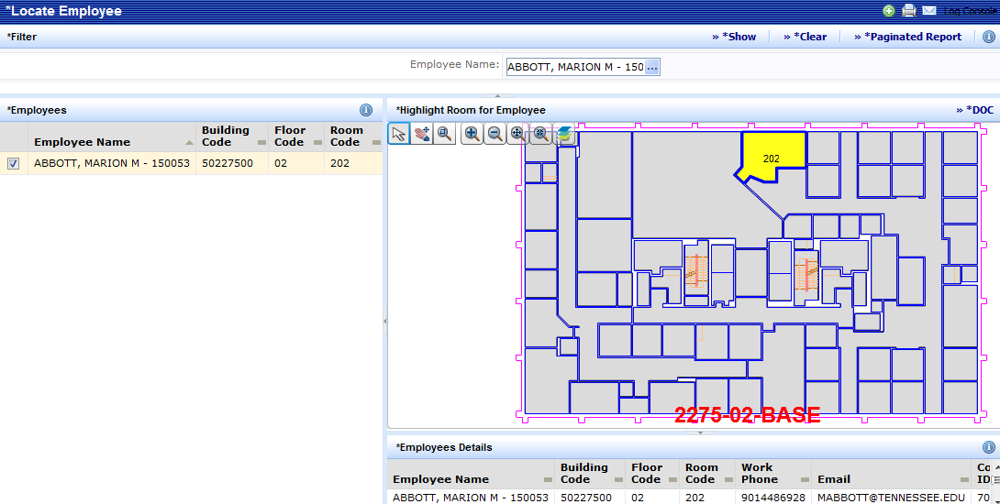 *Locate Employee
Log Console
*Filter
» *Show
» *Clear
» *Paginated Report
Employee Name:
ABBOTT, MARION M - 150
...
*Employees
Employee Name
Building Code
Floor Code
Room Code
ABBOTT, MARION M - 150053 50227500 02 202
*Highlight Room for Employee
» *DOC
202
2275-02-BASE
*Employees Details
Employee Name
Building Code
Floor Code
Room Code
Work Phone
Email
Co
ID
ABBOTT, MARION M - 150053 50227500 02 202 9014486928 MABBOTT@TENNESSEE.EDU 70